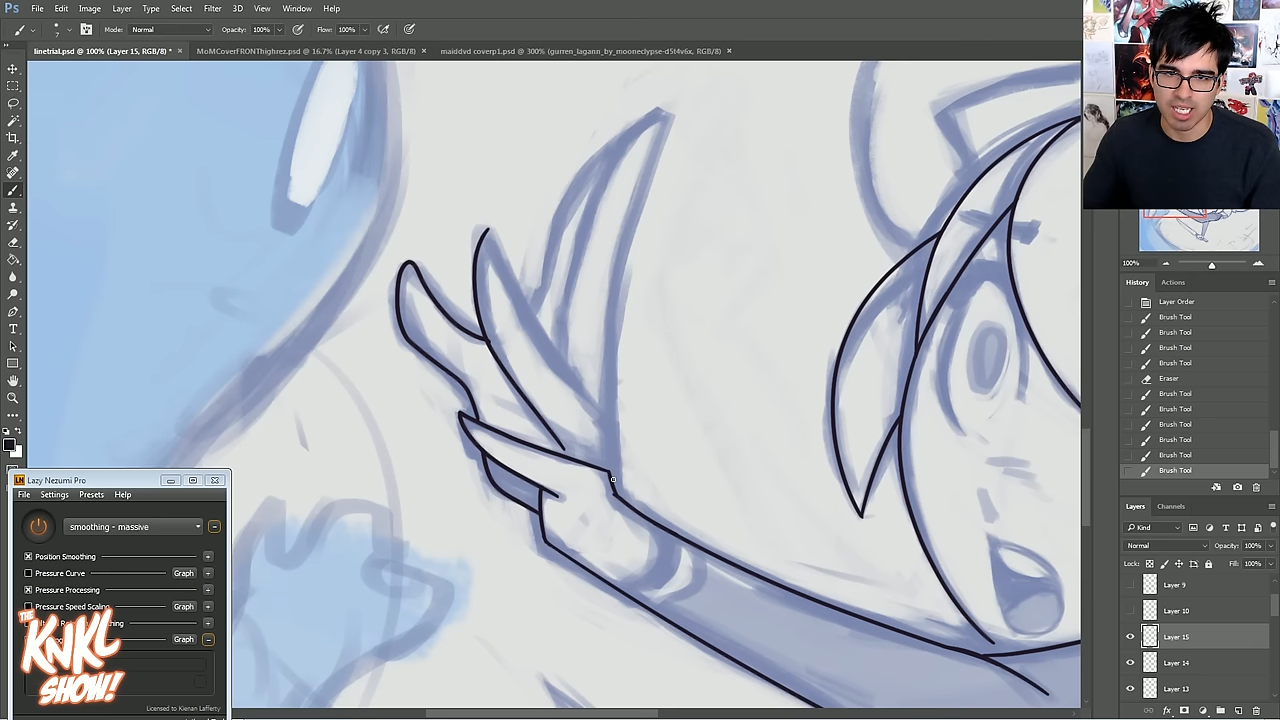 Ps File Edit Image Layer Type Select Filter 3D View Window Help
Mode: Normal Opacity: 100% Flow: 100%
linetrial.psd @ 100% (Layer 15, RGB/8) * × MoMCoverFRONThighrez.psd @ 16.7% (Layer 4 copy 3, RGB/8) × maiddvd coverp1.psd @ 300% (gurren_lagann_by_mooneclypse-d5t4v6x, RGB/8) ×
100%
History Actions
Layer Order
Brush Tool
Brush Tool
Brush Tool
Brush Tool
Eraser
Brush Tool
Brush Tool
Brush Tool
Brush Tool
Brush Tool
Brush Tool
Layers Channels
Kind
Normal Opacity: 100%
Lock: Fill: 100%
Layer 9
Layer 10
Layer 15
Layer 14
Layer 13
Lazy Nezumi Pro
File Settings Presets Help
smoothing - massive
Position Smoothing
Pressure Curve Graph
Pressure Processing
Pressure Speed Scaling Graph
Graph
THE
KNKL
SHOW!
Licensed to Kienan Lafferty